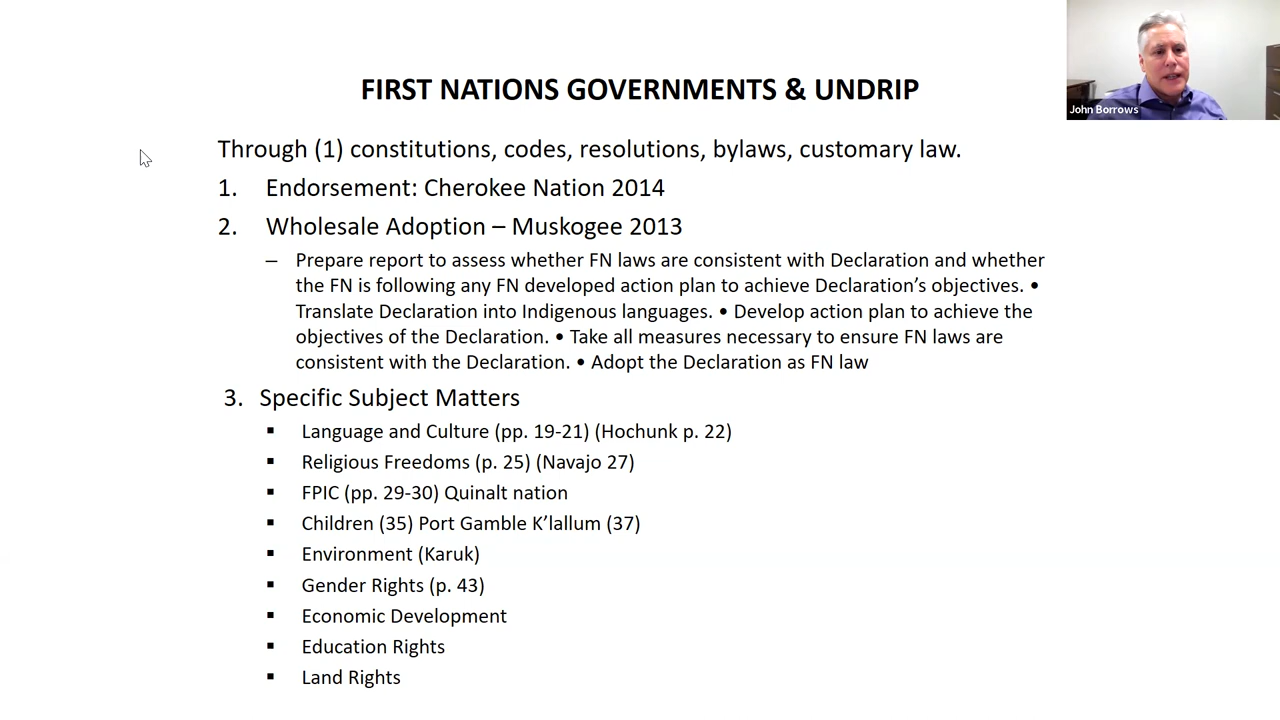 FIRST NATIONS GOVERNMENTS & UNDRIP
John Borrows
Through (1) constitutions, codes, resolutions, bylaws, customary law.
1. Endorsement: Cherokee Nation 2014
2. Wholesale Adoption – Muskogee 2013
– Prepare report to assess whether FN laws are consistent with Declaration and whether
the FN is following any FN developed action plan to achieve Declaration's objectives. •
Translate Declaration into Indigenous languages. • Develop action plan to achieve the
objectives of the Declaration. • Take all measures necessary to ensure FN laws are
consistent with the Declaration. • Adopt the Declaration as FN law
3. Specific Subject Matters
▪ Language and Culture (pp. 19-21) (Hochunk p. 22)
▪ Religious Freedoms (p. 25) (Navajo 27)
▪ FPIC (pp. 29-30) Quinalt nation
▪ Children (35) Port Gamble K'lallum (37)
▪ Environment (Karuk)
▪ Gender Rights (p. 43)
▪ Economic Development
▪ Education Rights
▪ Land Rights